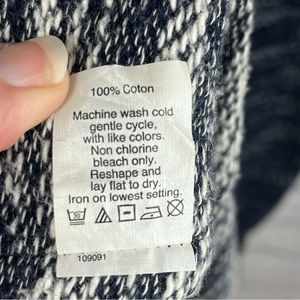 100% Coton
Machine wash cold
gentle cycle,
with like colors.
Non chlorine
bleach only.
Reshape and
lay flat to dry.
Iron on lowest setting.
30
109091